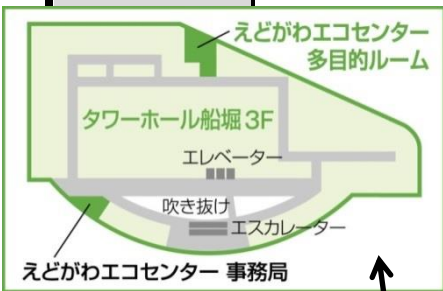 えどがわエコセンター
多目的ルーム
タワーホール船堀3F
エレベーター
吹き抜け
エスカレーター
えどがわエコセンター 事務局